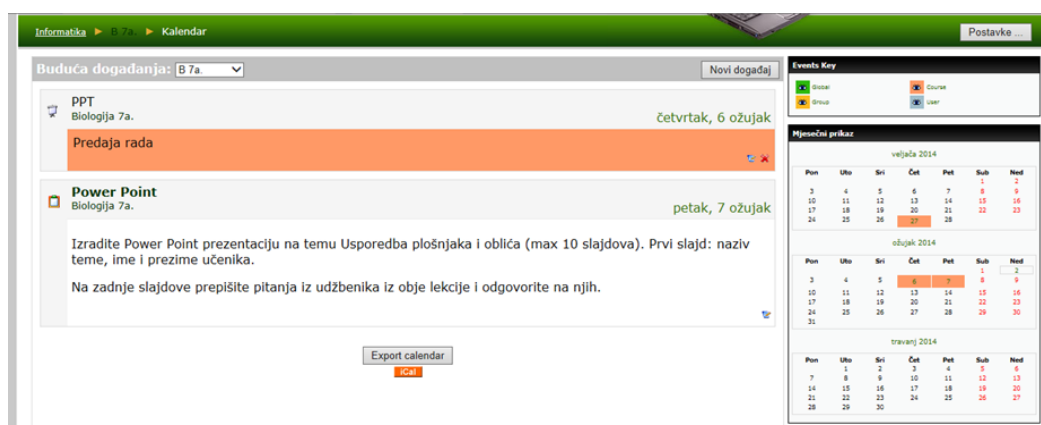 Informatika ► B 7a. ► Kalendar
Postavke ...
Buduća događanja: B 7a.
Novi događaj
PPT
Biologija 7a.
četvrtak, 6 ožujak
Predaja rada
Power Point
Biologija 7a.
petak, 7 ožujak
Izradite Power Point prezentaciju na temu Usporedba plošnjaka i oblića (max 10 slajdova). Prvi slajd: naziv
teme, ime i prezime učenika.
Na zadnje slajdove prepišite pitanja iz udžbenika iz obje lekcije i odgovorite na njih.
Export calendar
iCal
Events Key
Global Course
Group User
Mjesečni prikaz
veljača 2014
Pon Uto Sri Čet Pet Sub Ned
1 2
3 4 5 6 7 8 9
10 11 12 13 14 15 16
17 18 19 20 21 22 23
24 25 26 27 28
ožujak 2014
Pon Uto Sri Čet Pet Sub Ned
1 2
3 4 5 6 7 8 9
10 11 12 13 14 15 16
17 18 19 20 21 22 23
24 25 26 27 28 29 30
31
travanj 2014
Pon Uto Sri Čet Pet Sub Ned
1 2 3 4 5 6
7 8 9 10 11 12 13
14 15 16 17 18 19 20
21 22 23 24 25 26 27
28 29 30